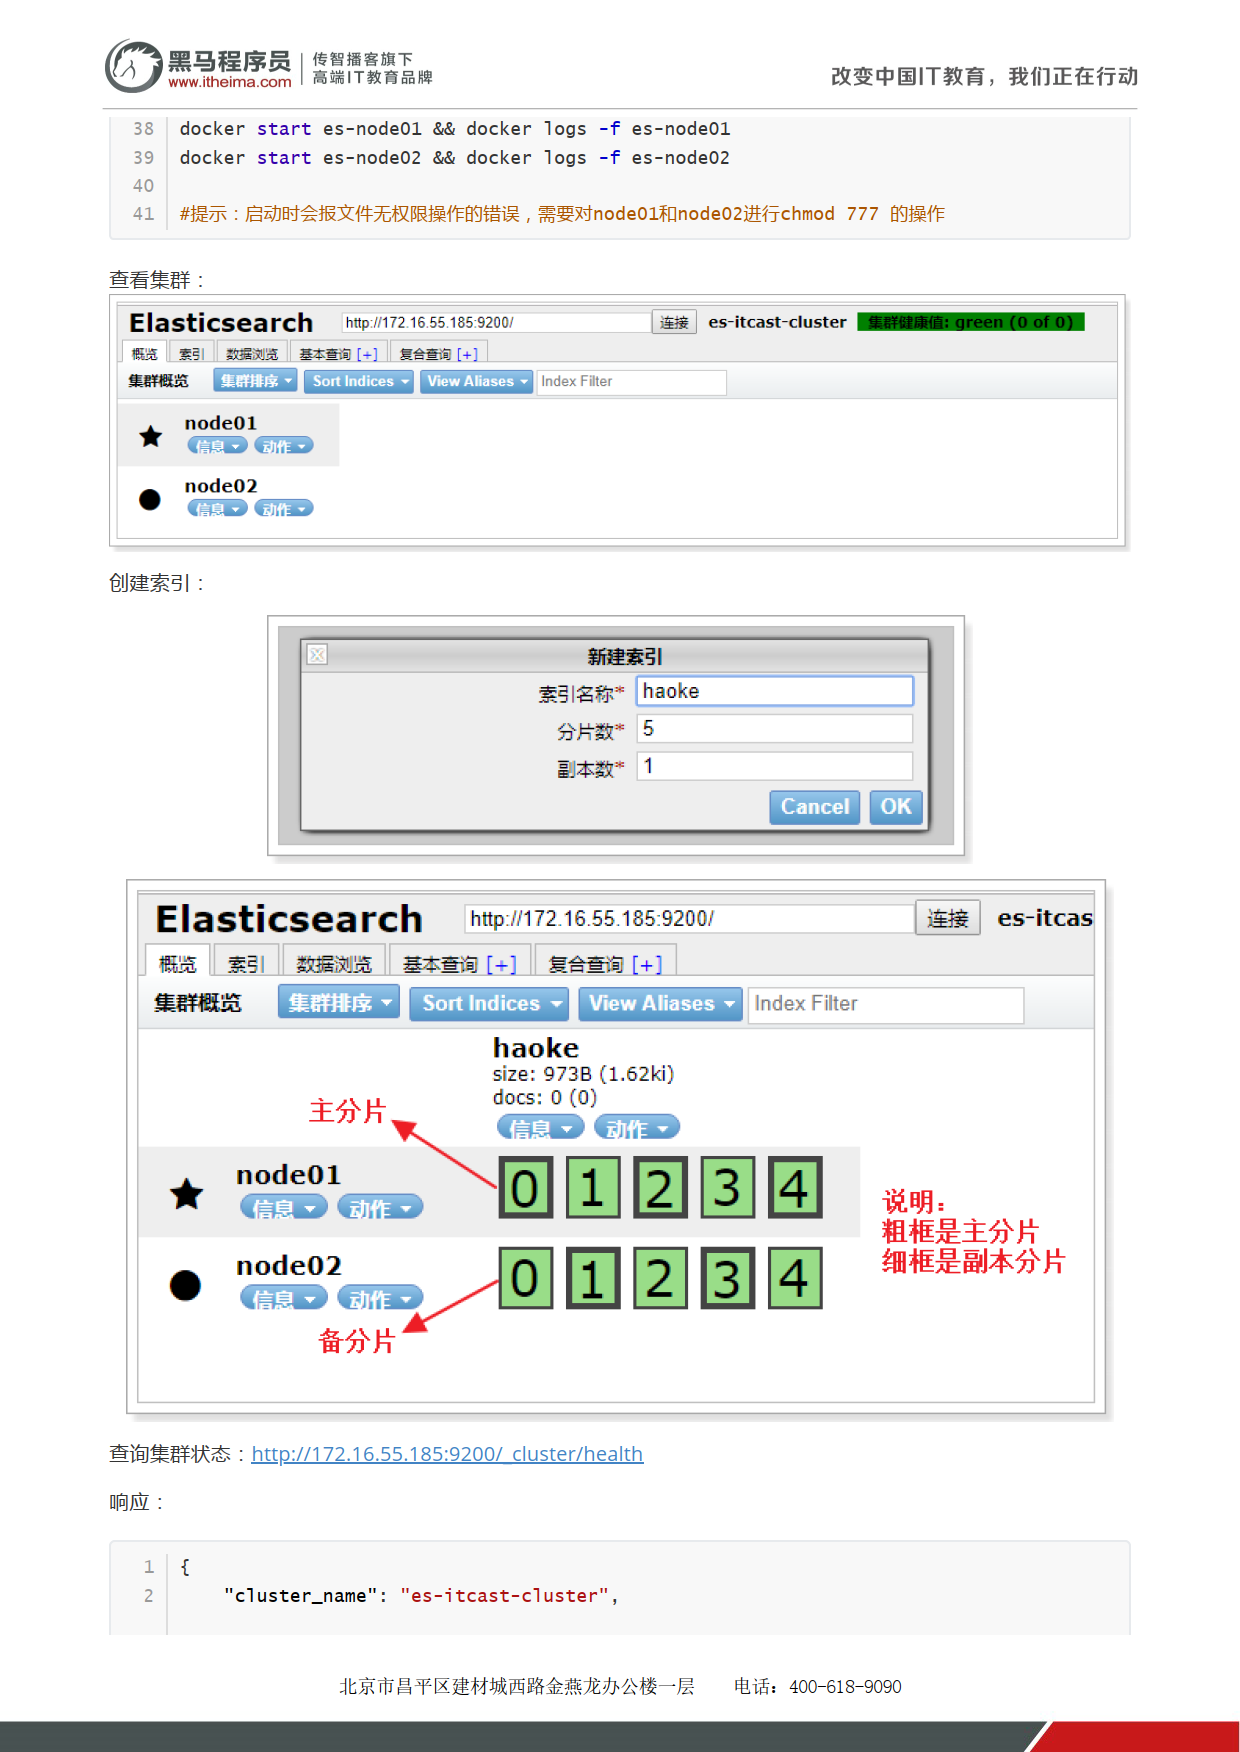 黑马程序员
www.itheima.com
传智播客旗下
高端IT教育品牌
改变中国IT教育，我们正在行动
38 docker start es-node01 && docker logs -f es-node01
39 docker start es-node02 && docker logs -f es-node02
40
41 #提示：启动时会报文件无权限操作的错误，需要对node01和node02进行chmod 777 的操作
查看集群：
Elasticsearch http://172.16.55.185:9200/ 连接 es-itcast-cluster 集群健康值: green (0 of 0)
概览 索引 数据浏览 基本查询 [+] 复合查询 [+]
集群概览 集群排序 Sort Indices View Aliases Index Filter
node01
信息 动作
node02
信息 动作
创建索引：
新建索引
索引名称* haoke
分片数* 5
副本数* 1
Cancel OK
Elasticsearch http://172.16.55.185:9200/ 连接 es-itcas
概览 索引 数据浏览 基本查询 [+] 复合查询 [+]
集群概览 集群排序 Sort Indices View Aliases Index Filter
haoke
size: 973B (1.62ki)
docs: 0 (0)
主分片
信息 动作
node01 0 1 2 3 4
信息 动作
说明：
粗框是主分片
细框是副本分片
node02 0 1 2 3 4
信息 动作
备分片
查询集群状态：http://172.16.55.185:9200/_cluster/health
响应：
1 {
2 "cluster_name": "es-itcast-cluster",
北京市昌平区建材城西路金燕龙办公楼一层 电话：400-618-9090